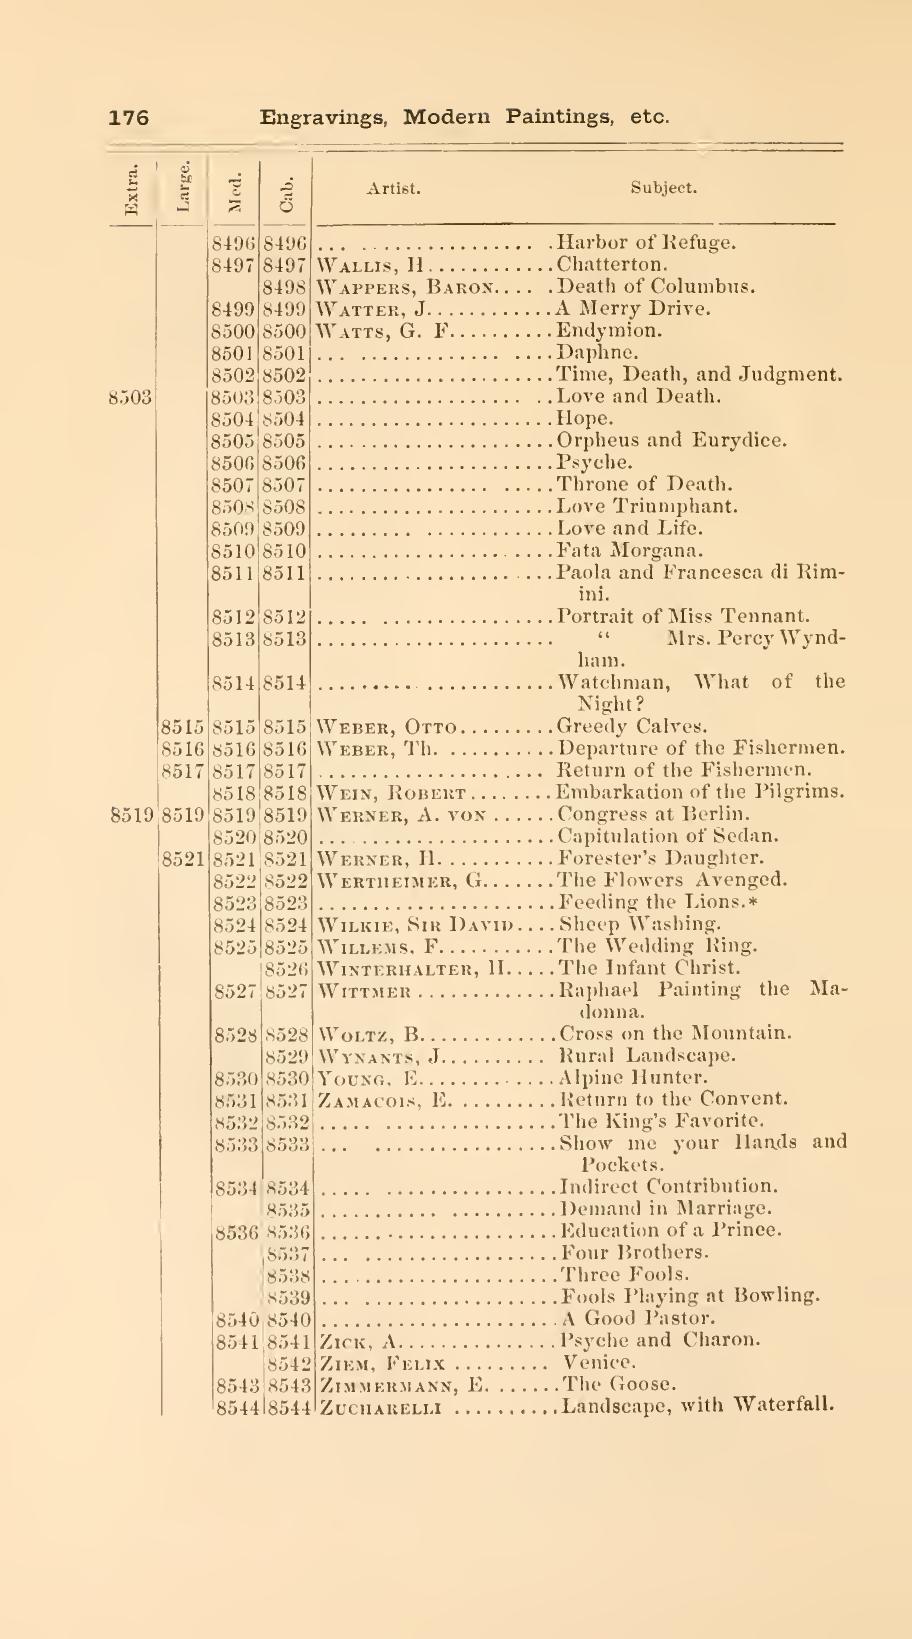 176 Engravings, Modern Paintings, etc.
Extra. Large. Med. Cab. Artist. Subject.
8496 8496 ... ................. .Harbor of Refuge.
8497 8497 WALLIS, H............Chatterton.
8498 WAPPERS, BARON.... .Death of Columbus.
8499 8499 WATTER, J............A Merry Drive.
8500 8500 WATTS, G. F..........Endymion.
8501 8501 ... .............. ....Daphne.
8502 8502 ......................Time, Death, and Judgment.
8503 8503 8503 ................... ..Love and Death.
8504 8504 ......................Hope.
8505 8505 ......................Orpheus and Eurydice.
8506 8506 ......................Psyche.
8507 8507 ................ ......Throne of Death.
8508 8508 ......................Love Triumphant.
8509 8509 ......... ............Love and Life.
8510 8510 ......................Fata Morgana.
8511 8511 ......................Paola and Francesca di Rim-
ini.
8512 8512 ..... ................Portrait of Miss Tennant.
8513 8513 ...................... “ Mrs. Percy Wynd-
ham.
8514 8514 .......... ............Watchman, What of the
Night?
8515 8515 8515 WEBER, OTTO.........Greedy Calves.
8516 8516 8516 WEBER, Th. ..........Departure of the Fishermen.
8517 8517 8517 ..................... Return of the Fishermen.
8518 8518 WEIN, ROBERT........Embarkation of the Pilgrims.
8519 8519 8519 8519 WERNER, A. VON ......Congress at Berlin.
8520 8520 ......................Capitulation of Sedan.
8521 8521 8521 WERNER, H...........Forester's Daughter.
8522 8522 WERTHEIMER, G.......The Flowers Avenged.
8523 8523 ......................Feeding the Lions.*
8524 8524 WILKIE, SIR DAVID....Sheep Washing.
8525 8525 WILLEMS. F...........The Wedding Ring.
8526 WINTERHALTER, H.....The Infant Christ.
8527 8527 WITTMER .............Raphael Painting the Ma-
donna.
8528 8528 WOLTZ, B.............Cross on the Mountain.
8529 WYNANTS, J.......... Rural Landscape.
8530 8530 YOUNG, E.............Alpine Hunter.
8531 8531 ZAMACOIS, E. .........Return to the Convent.
8532 8532 ..... ................The King's Favorite.
8533 8533 ... .................Show me your Hands and
Pockets.
8534 8534 ..... ................Indirect Contribution.
8535 ........... ..........Demand in Marriage.
8536 8536 ......................Education of a Prince.
8537 ... ..................Four Brothers.
8538 ......................Three Fools.
8539 ... ..................Fools Playing at Bowling.
8540 8540 ......................A Good Pastor.
8541 8541 ZICK, A...............Psyche and Charon.
8542 ZIEM, FELIX ......... Venice.
8543 8543 ZIMMERMANN, E. .......The Goose.
8544 8544 ZUCHARELLI ..........Landscape, with Waterfall.